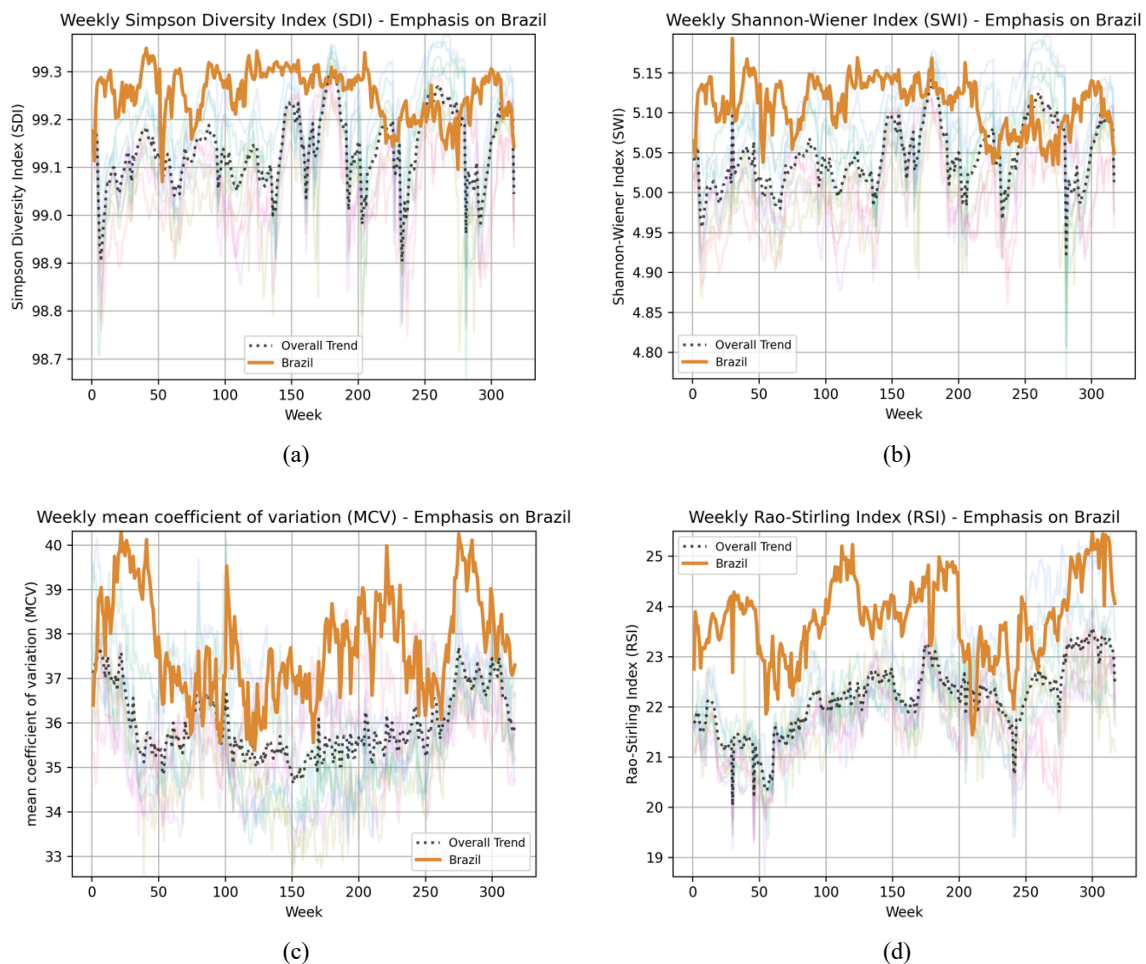 Weekly Simpson Diversity Index (SDI) - Emphasis on Brazil
Simpson Diversity Index (SDI)
99.3
99.2
99.1
99.0
98.9
98.8
98.7
Overall Trend
Brazil
0 50 100 150 200 250 300
Week
(a)
Weekly Shannon-Wiener Index (SWI) - Emphasis on Brazil
Shannon-Wiener Index (SWI)
5.15
5.10
5.05
5.00
4.95
4.90
4.85
4.80
Overall Trend
Brazil
0 50 100 150 200 250 300
Week
(b)
Weekly mean coefficient of variation (MCV) - Emphasis on Brazil
mean coefficient of variation (MCV)
40
39
38
37
36
35
34
33
Overall Trend
Brazil
0 50 100 150 200 250 300
Week
(c)
Weekly Rao-Stirling Index (RSI) - Emphasis on Brazil
Rao-Stirling Index (RSI)
25
24
23
22
21
20
19
Overall Trend
Brazil
0 50 100 150 200 250 300
Week
(d)